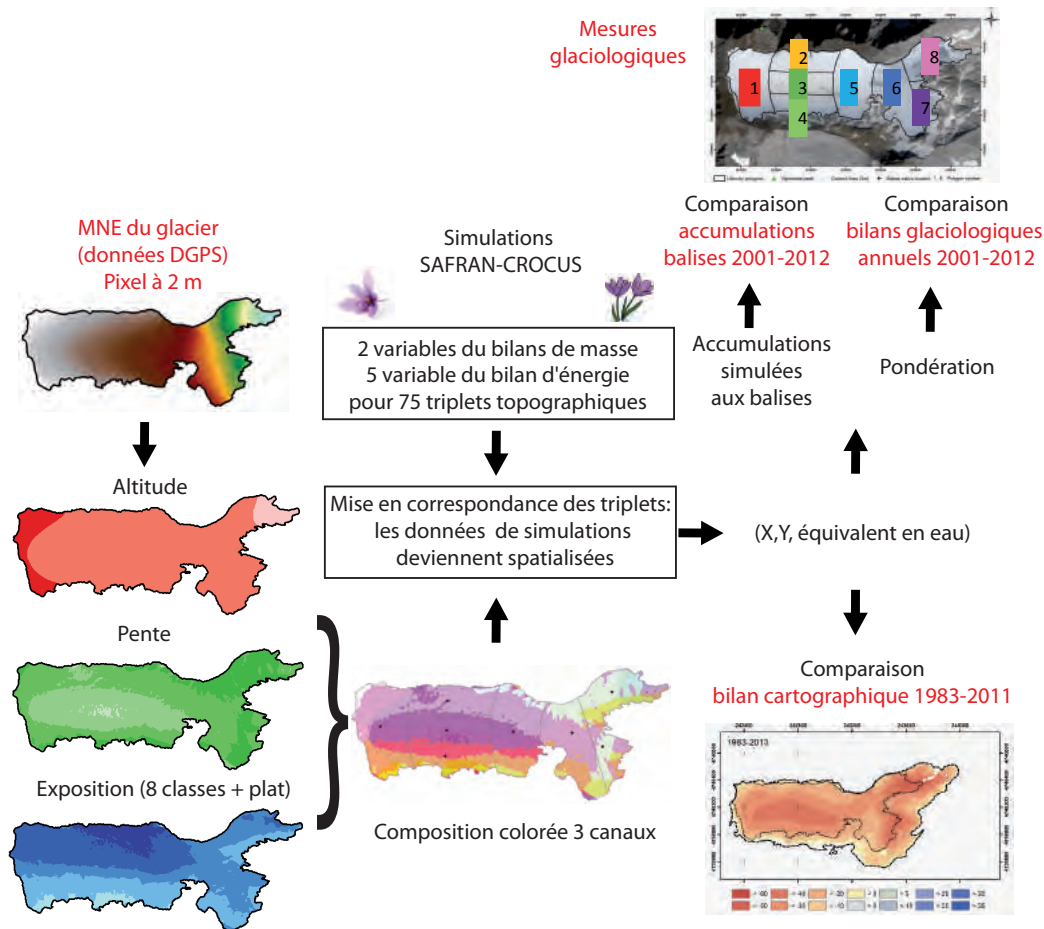 Mesures
glaciologiques
1
2
3
4
5
6
7
8
MNE du glacier
(données DGPS)
Pixel à 2 m
Simulations
SAFRAN-CROCUS
Comparaison
accumulations
balises 2001-2012
Comparaison
bilans glaciologiques
annuels 2001-2012
2 variables du bilans de masse
5 variable du bilan d'énergie
pour 75 triplets topographiques
Accumulations
simulées
aux balises
Pondération
Altitude
Mise en correspondance des triplets:
les données de simulations
deviennent spatialisées
(X,Y, équivalent en eau)
Pente
Exposition (8 classes + plat)
Composition colorée 3 canaux
Comparaison
bilan cartographique 1983-2011
1983-2013